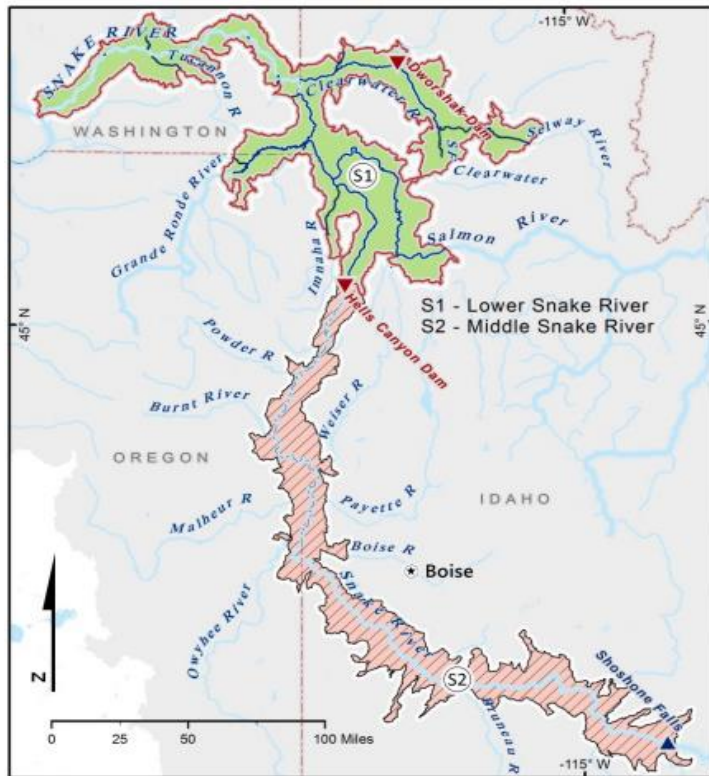 -115° W
SNAKE RIVER
Tucannon R
Clearwater R
Dworshak Dam
Selway River
WASHINGTON
SF Clearwater
S1
Grande Ronde River
Salmon River
Imnaha R
S1 - Lower Snake River
S2 - Middle Snake River
45° N
45° N
Hells Canyon Dam
Powder R
Burnt River
Weiser R
OREGON
IDAHO
Malheur R
Payette R
Boise R
Boise
Snake River
Owyhee River
S2
Shoshone Falls
Bruneau R
N
0 25 50 100 Miles
-115° W